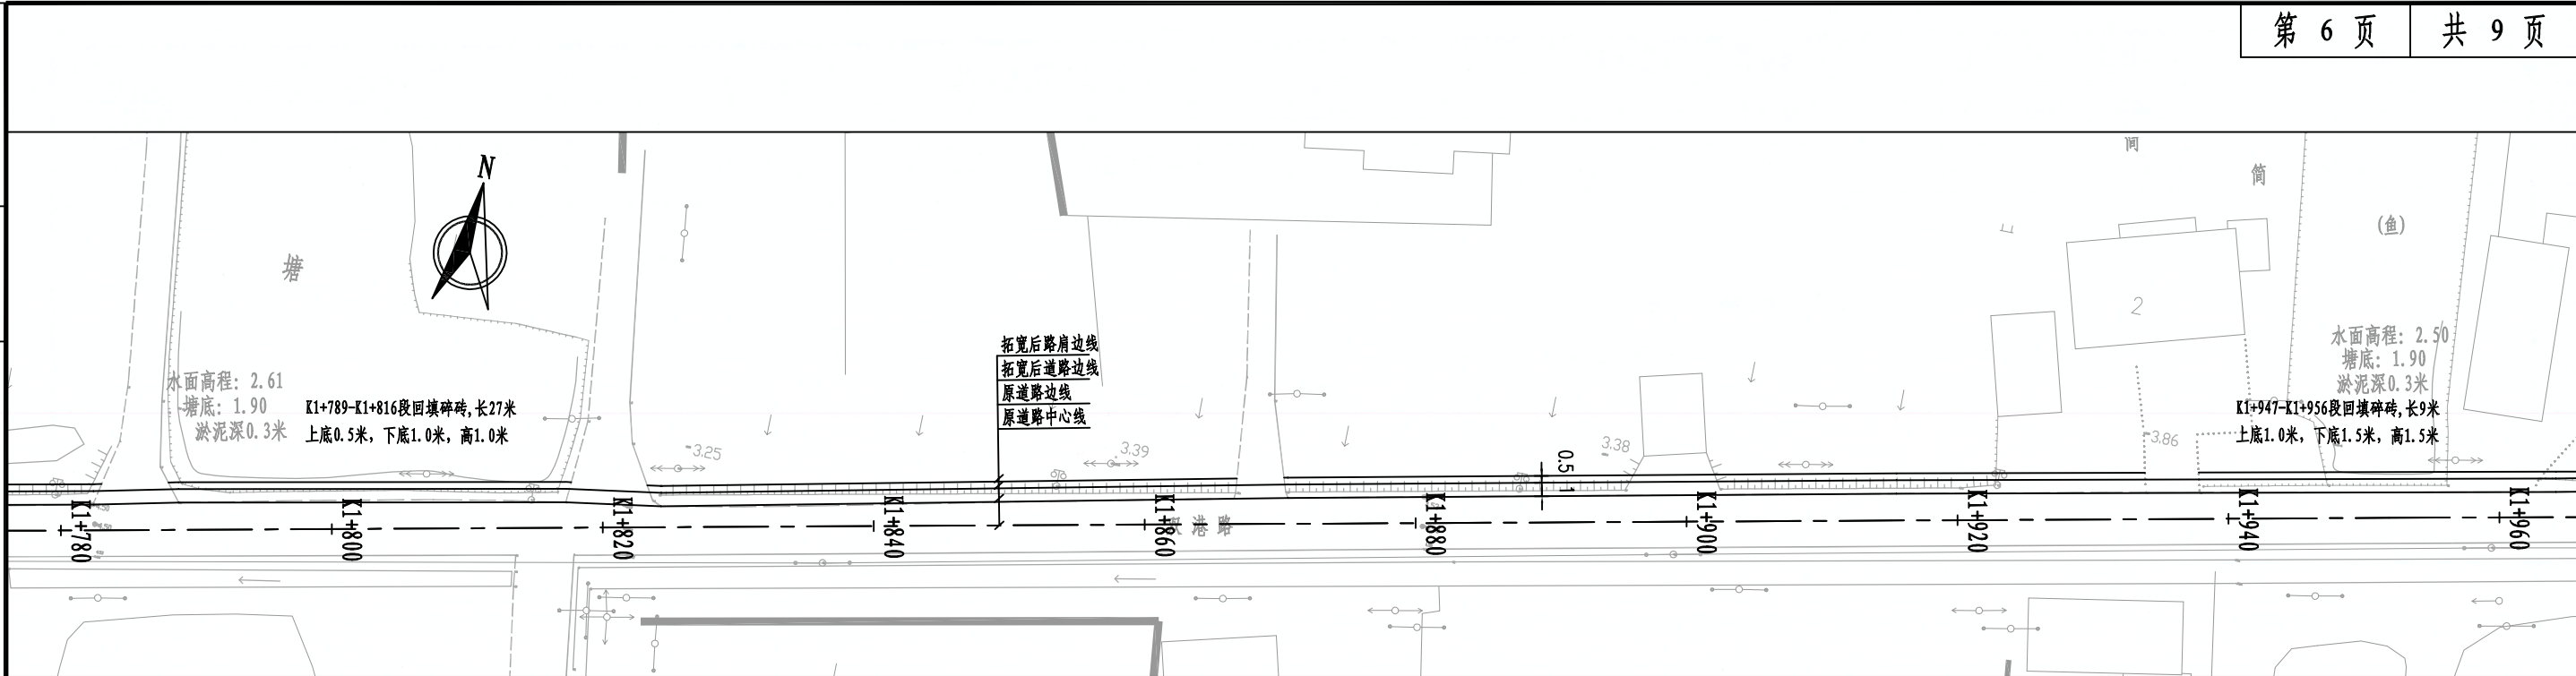 第 6 页 共 9 页
N
间
简
(鱼)
塘
2
水面高程: 2.61
塘底: 1.90
淤泥深0.3米
K1+789-K1+816段回填碎砖,长27米
上底0.5米, 下底1.0米, 高1.0米
拓宽后路肩边线
拓宽后道路边线
原道路边线
原道路中心线
水面高程: 2.50
塘底: 1.90
淤泥深0.3米
K1+947-K1+956段回填碎砖,长9米
上底1.0米, 下底1.5米, 高1.5米
3.25
3.39
3.38
3.86
0.5
1
K1+780
K1+800
K1+820
K1+840
K1+860
K1+880
K1+900
K1+920
K1+940
K1+960
港路